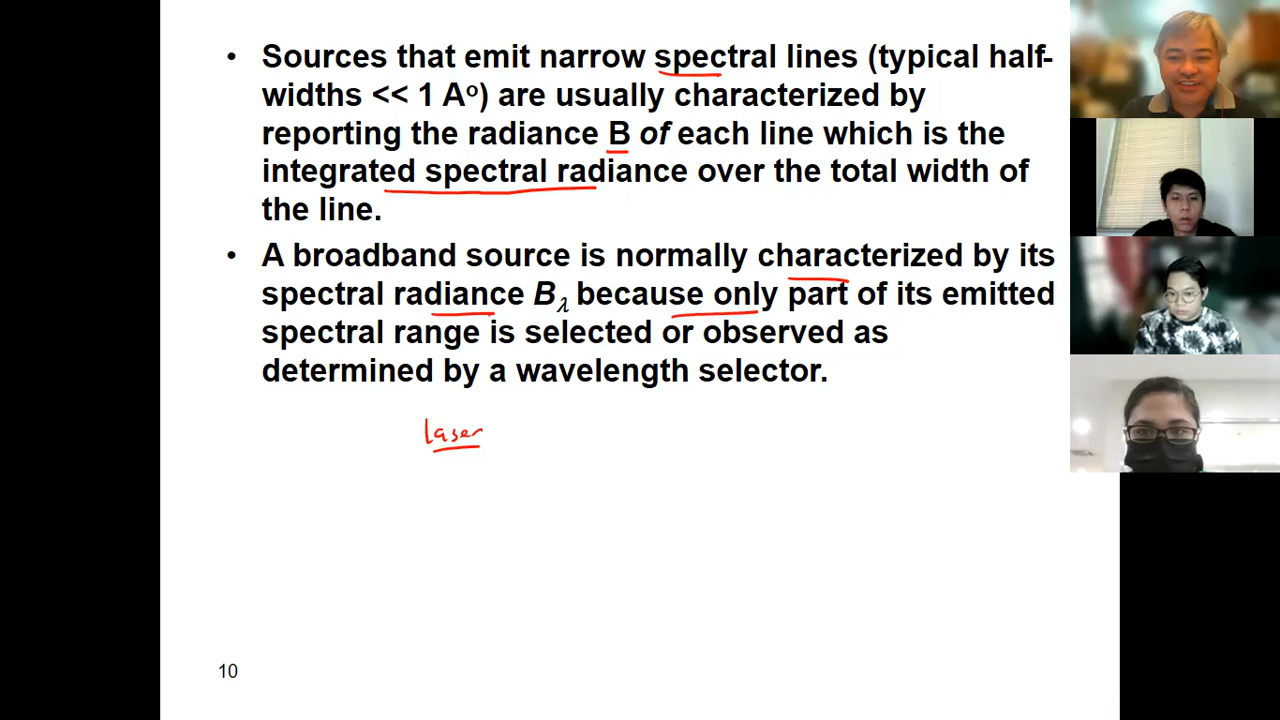 • Sources that emit narrow spectral lines (typical half-
widths << 1 Aº) are usually characterized by
reporting the radiance B of each line which is the
integrated spectral radiance over the total width of
the line.
• A broadband source is normally characterized by its
spectral radiance Bλ because only part of its emitted
spectral range is selected or observed as
determined by a wavelength selector.
laser
10